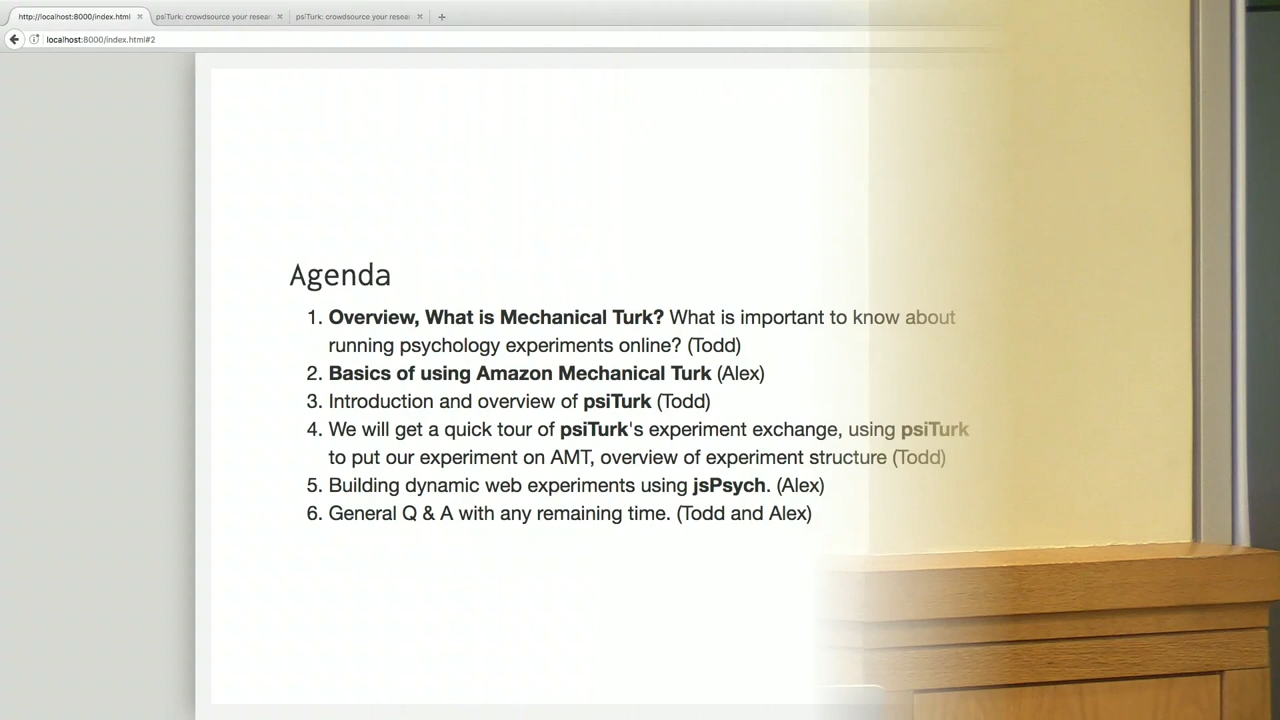 http://localhost:8000/index.html × psiTurk: crowdsource your resear × psiTurk: crowdsource your resear × +
localhost:8000/index.html#2
Agenda
1. Overview, What is Mechanical Turk? What is important to know about
running psychology experiments online? (Todd)
2. Basics of using Amazon Mechanical Turk (Alex)
3. Introduction and overview of psiTurk (Todd)
4. We will get a quick tour of psiTurk's experiment exchange, using psiTurk
to put our experiment on AMT, overview of experiment structure (Todd)
5. Building dynamic web experiments using jsPsych. (Alex)
6. General Q & A with any remaining time. (Todd and Alex)